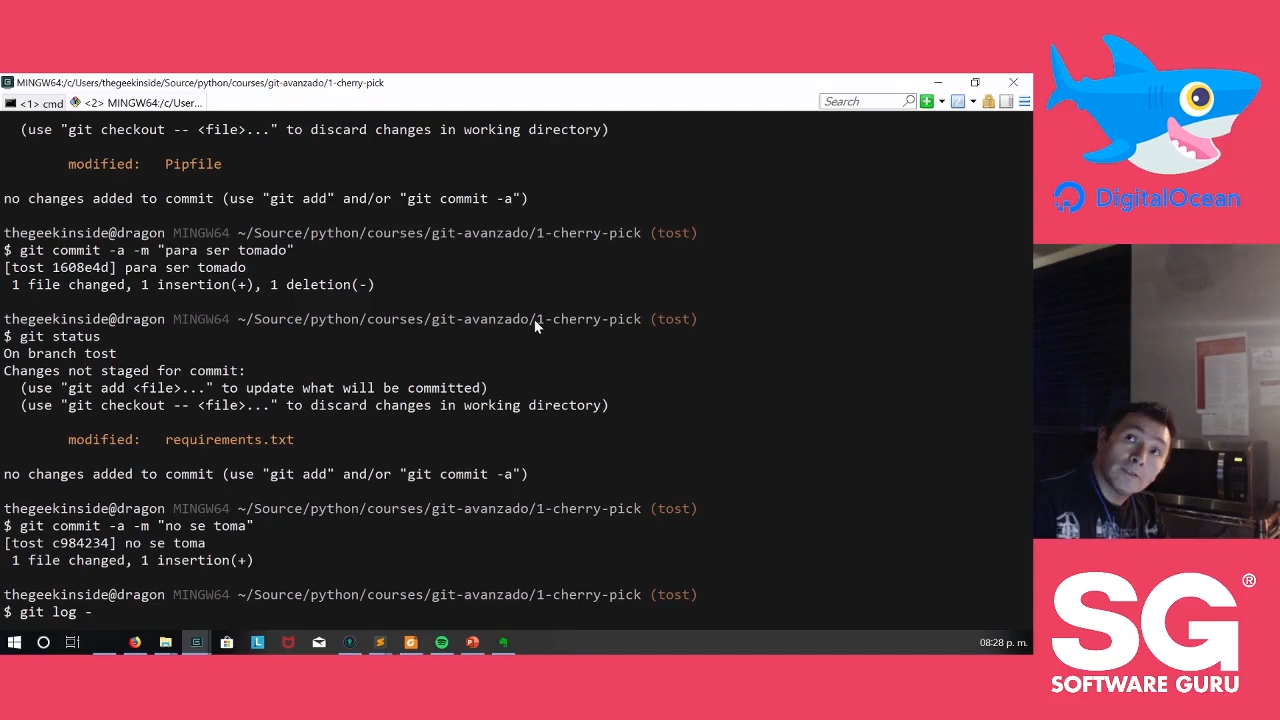 MINGW64:/c/Users/thegeekinside/Source/python/courses/git-avanzado/1-cherry-pick
<1> cmd
<2> MINGW64:/c/User...
Search
(use "git checkout -- <file>..." to discard changes in working directory)
modified:   Pipfile
no changes added to commit (use "git add" and/or "git commit -a")
thegeekinside@dragon MINGW64 ~/Source/python/courses/git-avanzado/1-cherry-pick (tost)
$ git commit -a -m "para ser tomado"
[tost 1608e4d] para ser tomado
1 file changed, 1 insertion(+), 1 deletion(-)
thegeekinside@dragon MINGW64 ~/Source/python/courses/git-avanzado/1-cherry-pick (tost)
$ git status
On branch tost
Changes not staged for commit:
(use "git add <file>..." to update what will be committed)
(use "git checkout -- <file>..." to discard changes in working directory)
modified:   requirements.txt
no changes added to commit (use "git add" and/or "git commit -a")
thegeekinside@dragon MINGW64 ~/Source/python/courses/git-avanzado/1-cherry-pick (tost)
$ git commit -a -m "no se toma"
[tost c984234] no se toma
1 file changed, 1 insertion(+)
thegeekinside@dragon MINGW64 ~/Source/python/courses/git-avanzado/1-cherry-pick (tost)
$ git log -
08:28 p. m.
DigitalOcean
SG®
SOFTWARE GURU